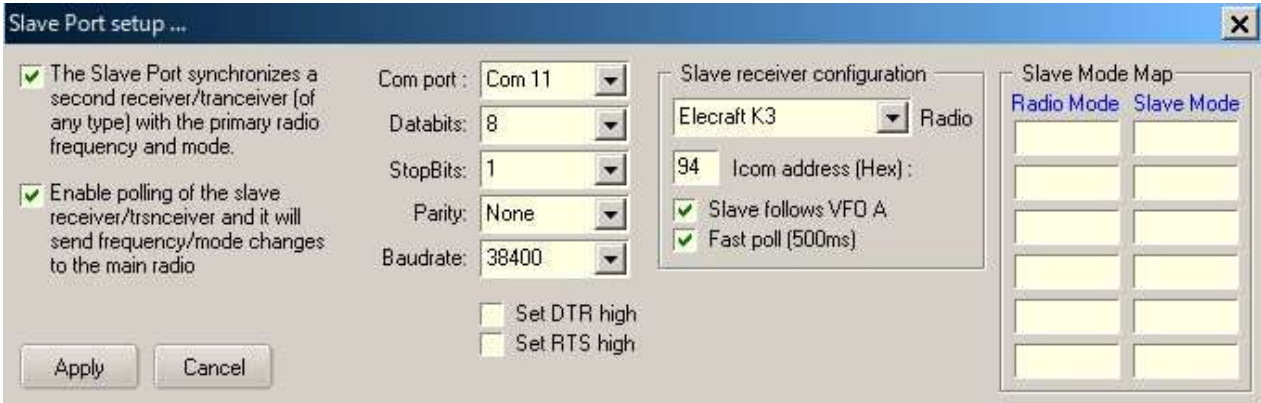 Slave Port setup ...
The Slave Port synchronizes a
second receiver/tranceiver (of
any type) with the primary radio
frequency and mode.
Enable polling of the slave
receiver/trsnceiver and it will
send frequency/mode changes
to the main radio
Apply
Cancel
Com port : Com 11
Databits: 8
StopBits: 1
Parity: None
Baudrate: 38400
Set DTR high
Set RTS high
Slave receiver configuration
Elecraft K3 Radio
94 Icom address (Hex) :
Slave follows VFO A
Fast poll (500ms)
Slave Mode Map
Radio Mode Slave Mode